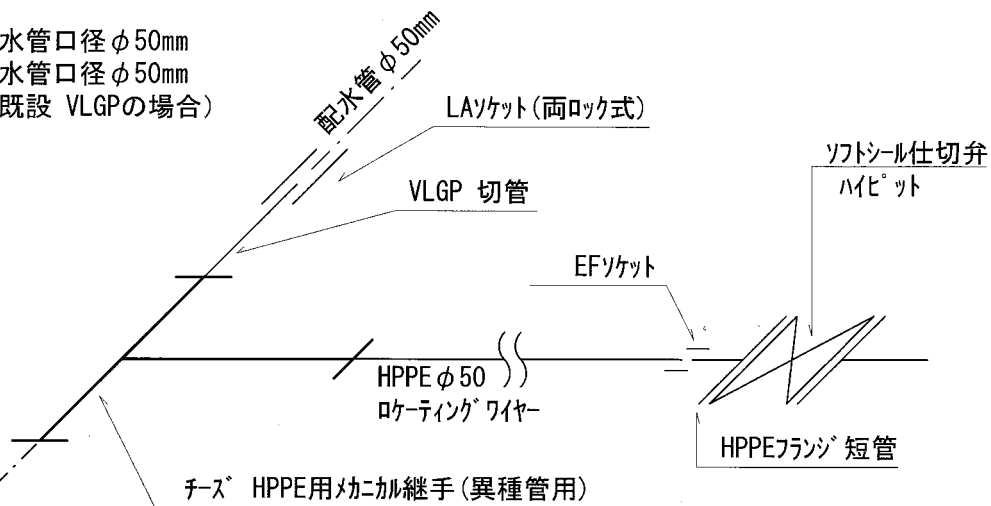 水管口径φ50mm
水管口径φ50mm
既設 VLGPの場合)
配水管φ50mm
LAソケット(両ロック式)
VLGP 切管
ソフトシール仕切弁
ハイピット
EFソケット
HPPEφ50
ロケーティングワイヤー
HPPEフランジ短管
チーズ HPPE用メカニカル継手(異種管用)